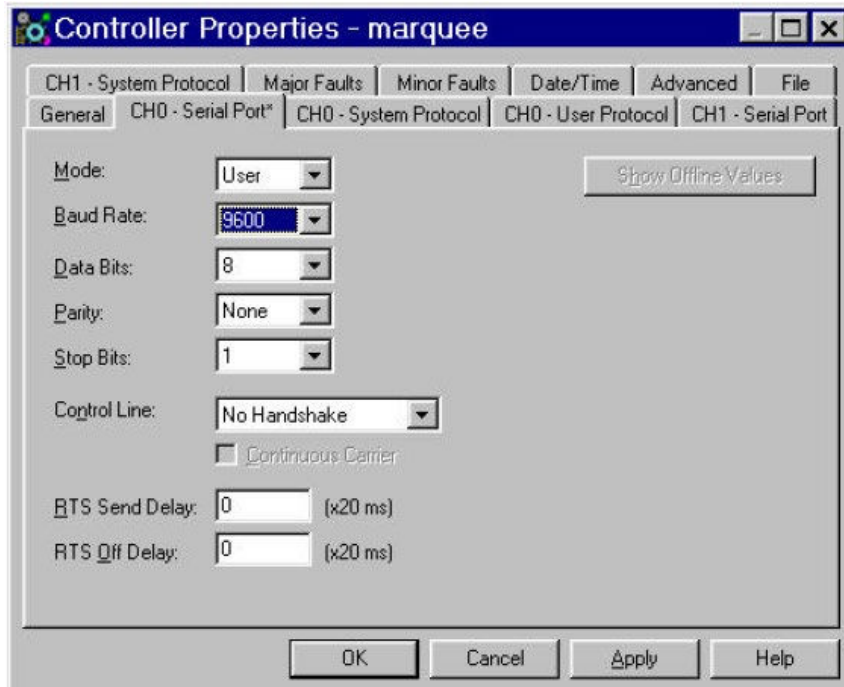 Controller Properties - marquee
CH1 - System Protocol Major Faults Minor Faults Date/Time Advanced File
General CH0 - Serial Port* CH0 - System Protocol CH0 - User Protocol CH1 - Serial Port
Mode: User Show Offline Values
Baud Rate: 9600
Data Bits: 8
Parity: None
Stop Bits: 1
Control Line: No Handshake
Continuous Carrier
RTS Send Delay: 0 (x20 ms)
RTS Off Delay: 0 (x20 ms)
OK Cancel Apply Help